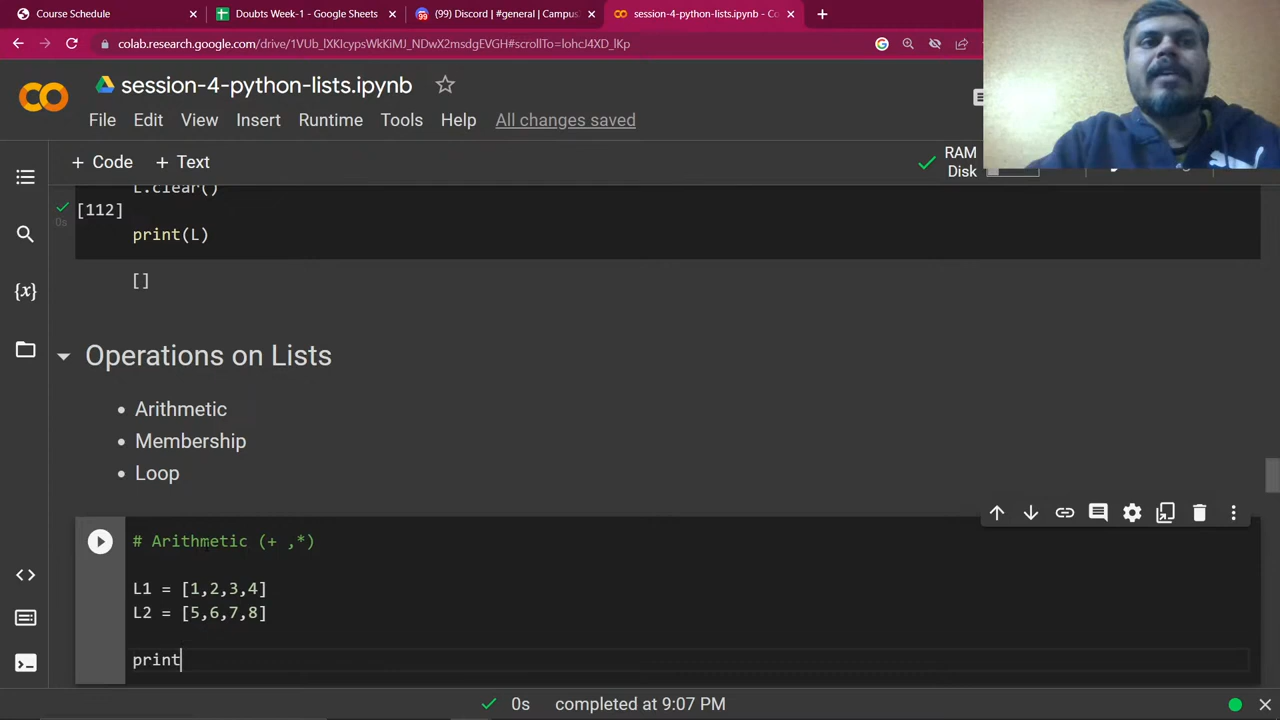 Course Schedule
Doubts Week-1 - Google Sheets
(99) Discord | #general | Campus
session-4-python-lists.ipynb - Co
colab.research.google.com/drive/1VUb_lXKIcypsWkKiMJ_NDwX2msdgEVGH#scrollTo=lohcJ4XD_lKp
session-4-python-lists.ipynb
File Edit View Insert Runtime Tools Help All changes saved
+ Code + Text
RAM
Disk
L.clear()
[112]
0s
print(L)
[]
Operations on Lists
• Arithmetic
• Membership
• Loop
# Arithmetic (+ ,*)
L1 = [1,2,3,4]
L2 = [5,6,7,8]
print
0s completed at 9:07 PM